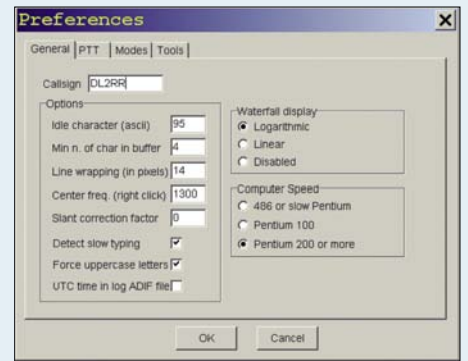 Preferences
General PTT Modes Tools
Callsign DL2RR
Options
Idle character (ascii) 95
Min n. of char in buffer 4
Line wrapping (in pixels) 14
Center freq. (right click) 1300
Slant correction factor 0
Detect slow typing
Force uppercase letters
UTC time in log ADIF file
Waterfall display
Logarithmic
Linear
Disabled
Computer Speed
486 or slow Pentium
Pentium 100
Pentium 200 or more
OK Cancel